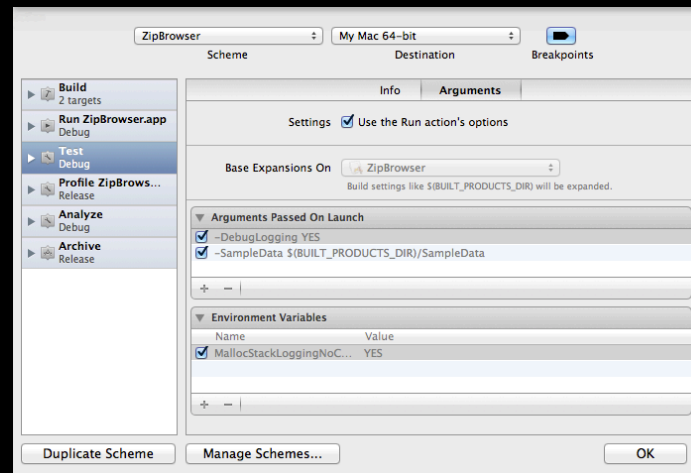 ZipBrowser
My Mac 64-bit
Scheme
Destination
Breakpoints
Build
2 targets
Run ZipBrowser.app
Debug
Test
Debug
Profile ZipBrows...
Release
Analyze
Debug
Archive
Release
Info
Arguments
Settings
Use the Run action's options
Base Expansions On
ZipBrowser
Build settings like $(BUILT_PRODUCTS_DIR) will be expanded.
Arguments Passed On Launch
-DebugLogging YES
-SampleData $(BUILT_PRODUCTS_DIR)/SampleData
+ -
Environment Variables
Name Value
MallocStackLoggingNoC... YES
+ -
Duplicate Scheme
Manage Schemes...
OK